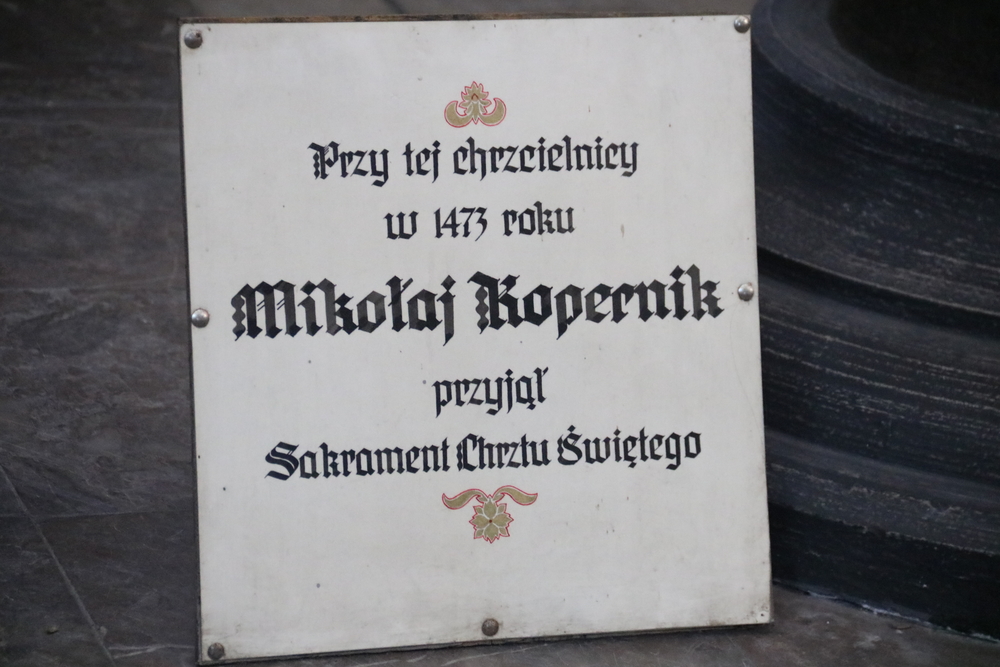 Przy tej chrzcielnicy
w 1473 roku
Mikołaj Kopernik
przyjął
Sakrament Chrztu Świętego